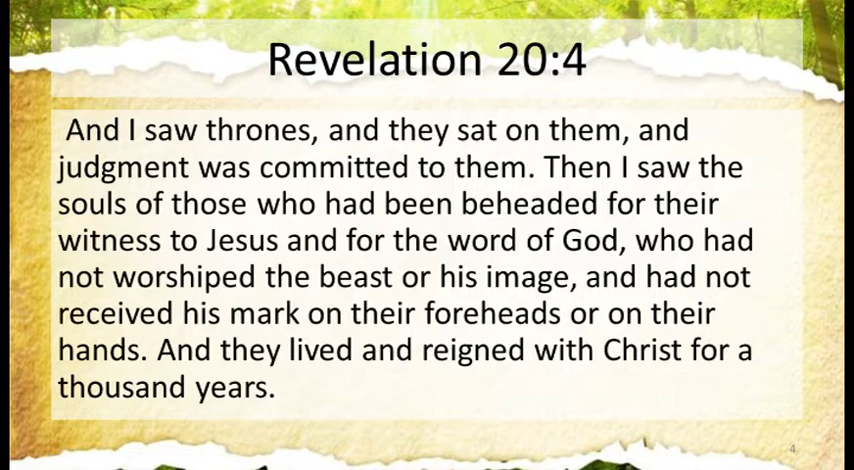 Revelation 20:4
And I saw thrones, and they sat on them, and
judgment was committed to them. Then I saw the
souls of those who had been beheaded for their
witness to Jesus and for the word of God, who had
not worshiped the beast or his image, and had not
received his mark on their foreheads or on their
hands. And they lived and reigned with Christ for a
thousand years.
4